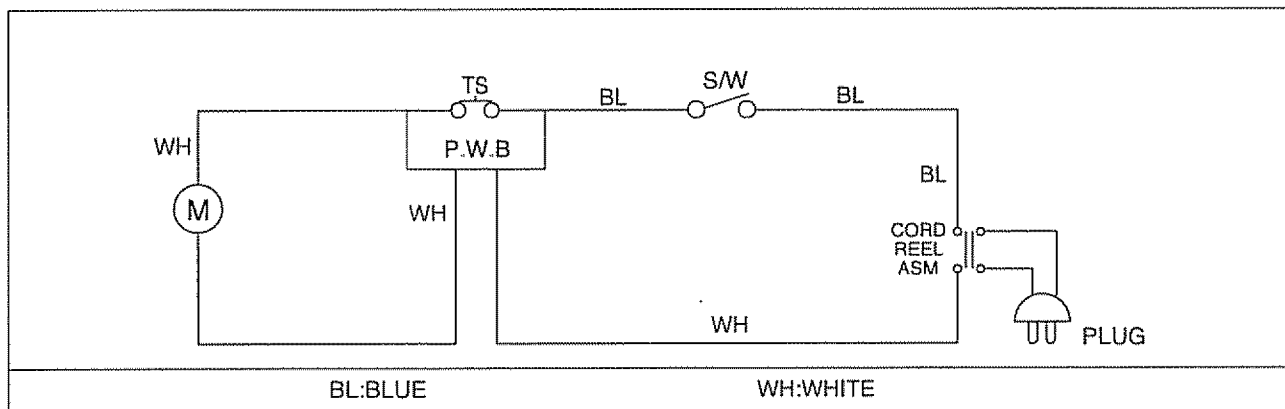 TS
S/W
BL
BL
WH
P.W.B
BL
WH
M
CORD
REEL
ASM
WH
PLUG
BL:BLUE
WH:WHITE